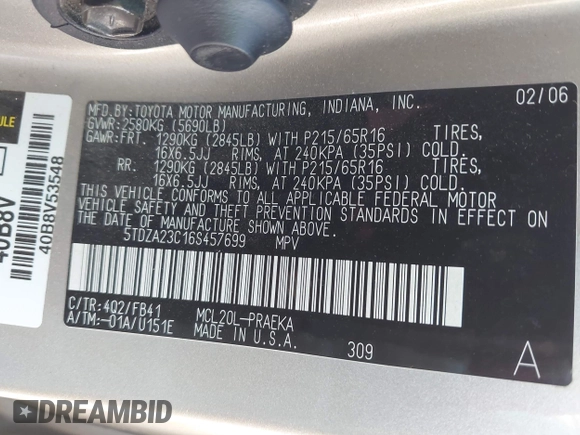 MFD. BY: TOYOTA MOTOR MANUFACTURING, INDIANA, INC. 02/06
GVWR: 2580KG (5690LB)
GAWR: FRT. 1290KG (2845LB) WITH P215/65R16 TIRES,
16X6.5JJ RIMS, AT 240KPA (35PSI) COLD.
RR. 1290KG (2845LB) WITH P215/65R16 TIRES,
16X6.5JJ RIMS, AT 240KPA (35PSI) COLD.
THIS VEHICLE CONFORMS TO ALL APPLICABLE FEDERAL MOTOR
VEHICLE SAFETY AND THEFT PREVENTION STANDARDS IN EFFECT ON
THE DATE OF MANUFACTURE SHOWN ABOVE.
5TDZA23C16S457699 MPV
C/TR: 4Q2/FB41 MCL20L-PRAEKA
A/TM: -01A/U151E MADE IN U.S.A. 309 A
ULE
40B8V
40B8V53548
DREAMBID